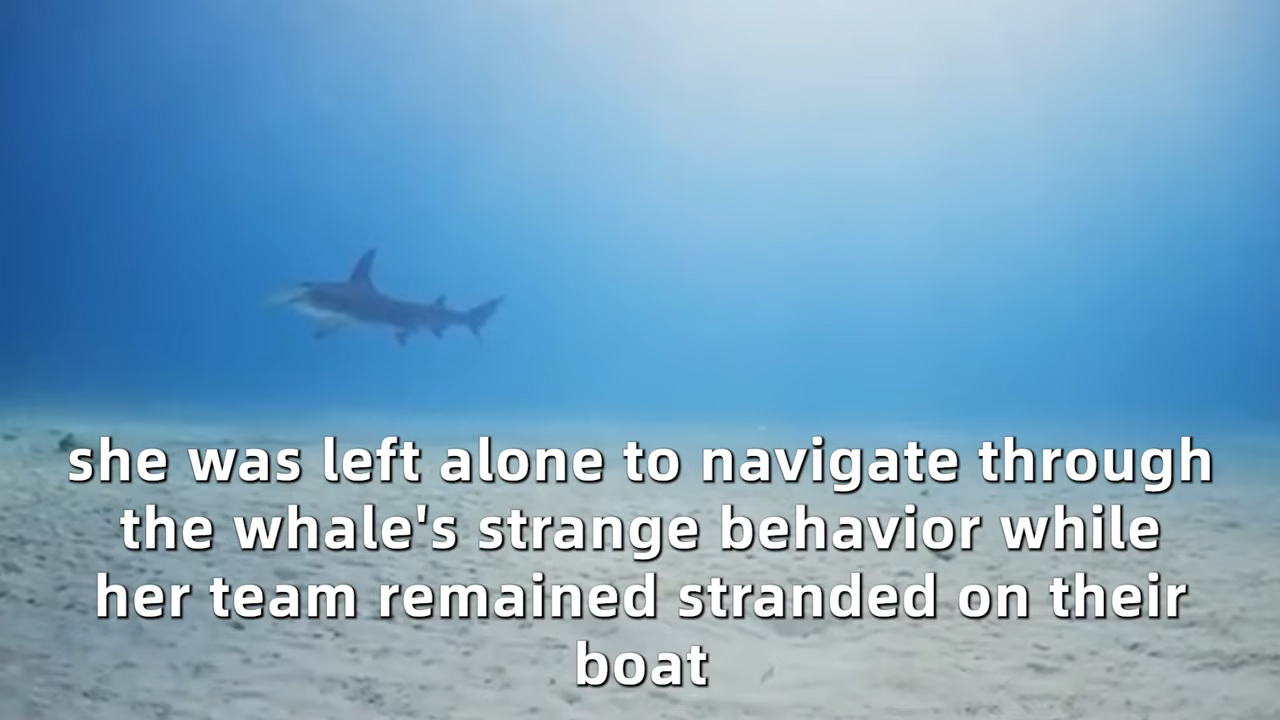 she was left alone to navigate through
the whale's strange behavior while
her team remained stranded on their
boat